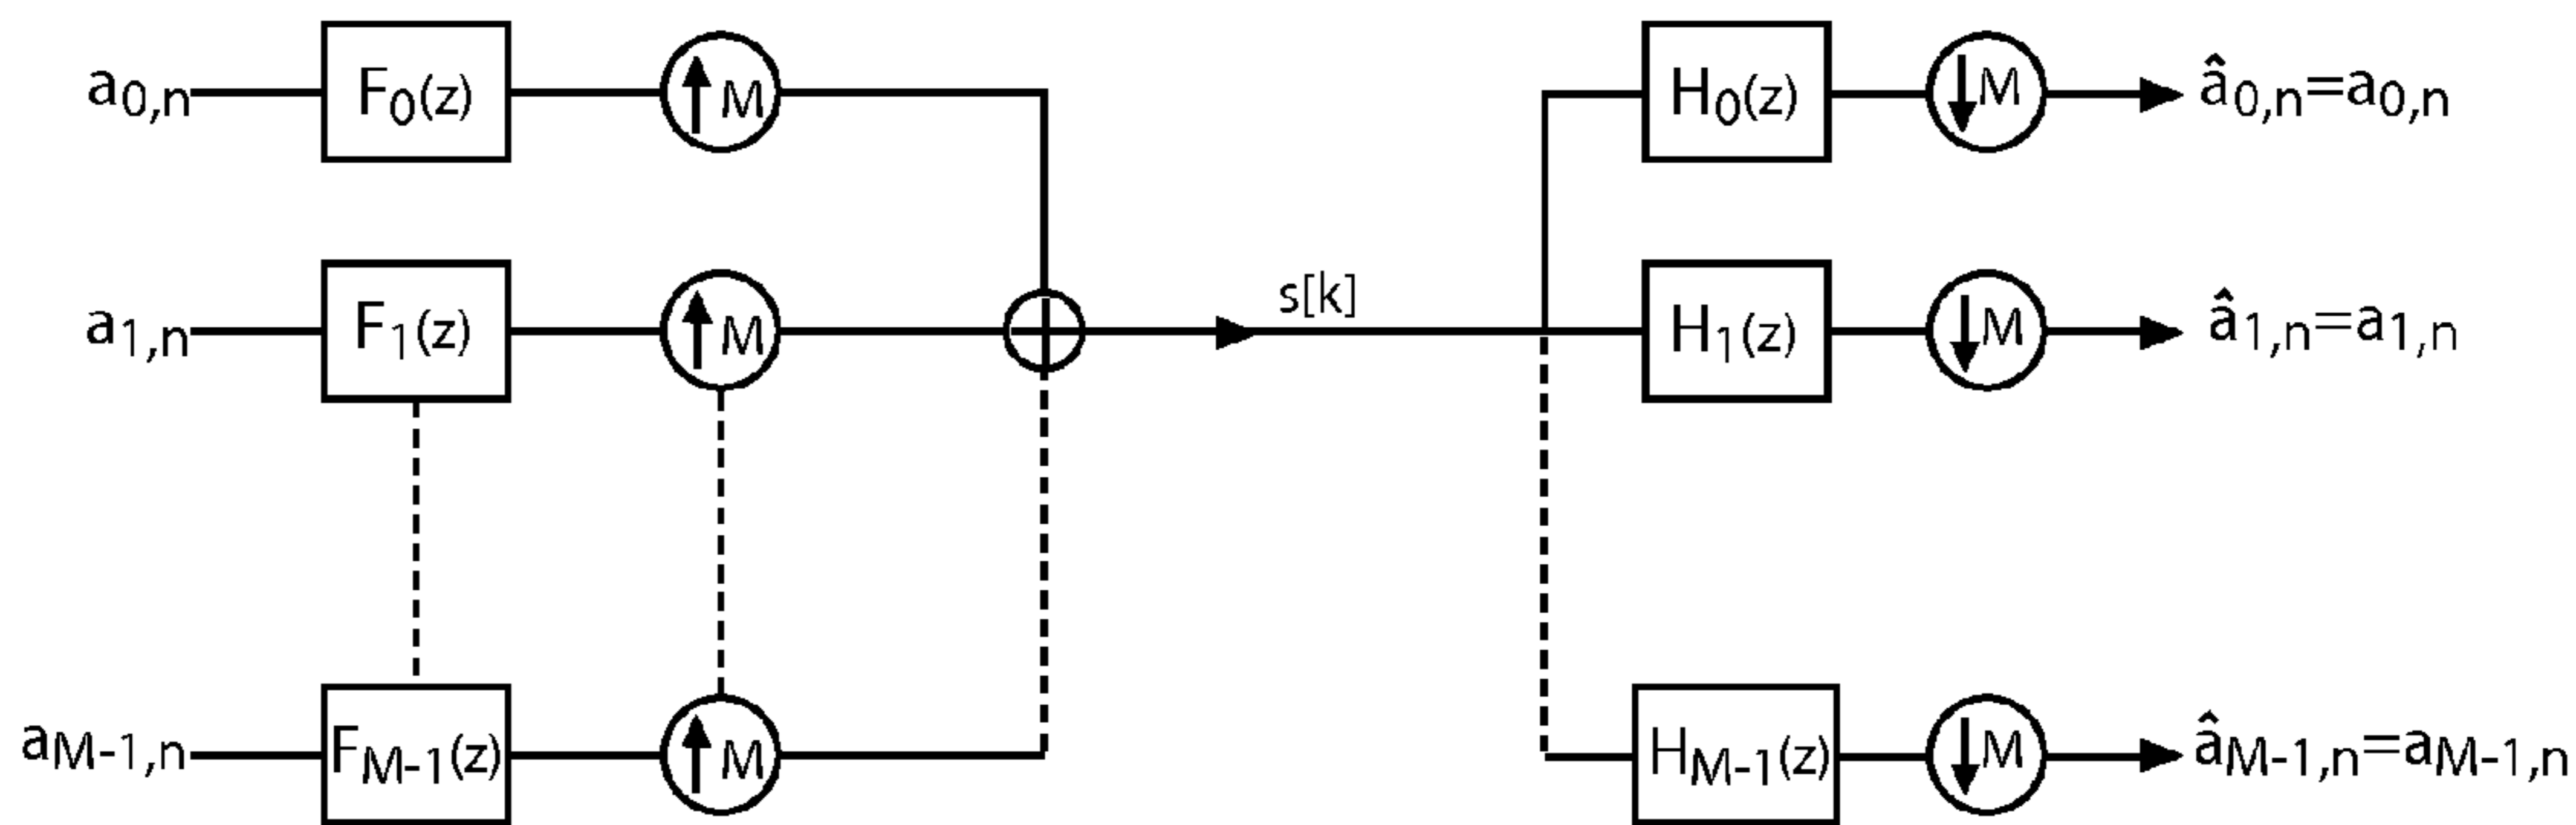 a0,n F0(z) M H0(z) M â0,n=a0,n
s[k]
a1,n F1(z) M H1(z) M â1,n=a1,n
aM-1,n FM-1(z) M HM-1(z) M âM-1,n=aM-1,n